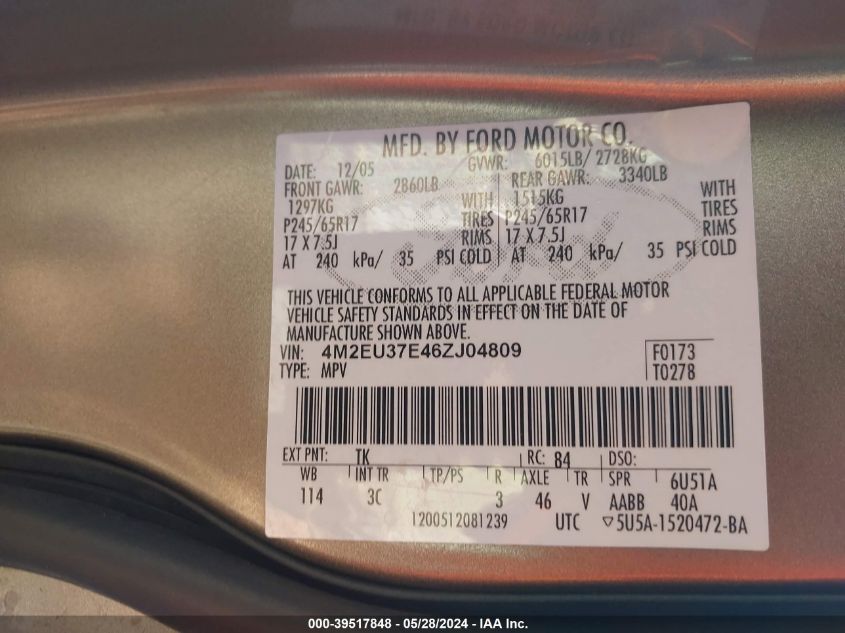 MFD. BY FORD MOTOR CO.
DATE: 12/05 GVWR: 6015LB/ 2728KG
FRONT GAWR: 2860LB REAR GAWR: 3340LB
1297KG WITH 1515KG WITH
P245/65R17 TIRES P245/65R17 TIRES
17 X 7.5J RIMS 17 X 7.5J RIMS
AT 240 kPa/ 35 PSI COLD AT 240 kPa/ 35 PSI COLD
Ford
THIS VEHICLE CONFORMS TO ALL APPLICABLE FEDERAL MOTOR
VEHICLE SAFETY STANDARDS IN EFFECT ON THE DATE OF
MANUFACTURE SHOWN ABOVE.
VIN: 4M2EU37E46ZJ04809 F0173
TYPE: MPV T0278
EXT PNT: TK RC: 84 DSO:
WB INT TR TP/PS R AXLE TR SPR 6U51A
114 3C 3 46 V AABB 40A
1200512081239 UTC ▽5U5A-1520472-BA
000-39517848 - 05/28/2024 - IAA Inc.